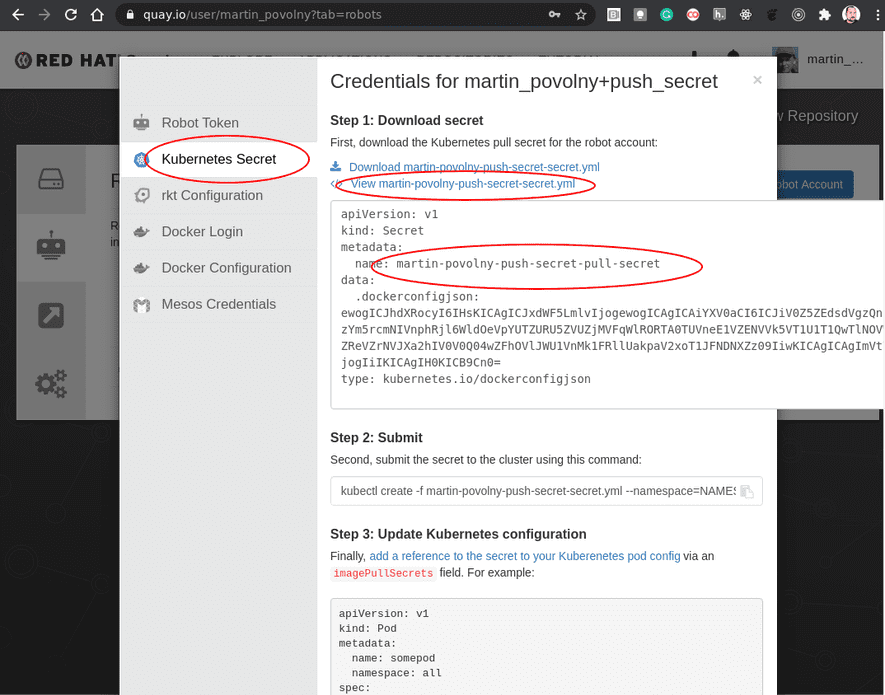 quay.io/user/martin_povolny?tab=robots
RED HAT
martin_...
Credentials for martin_povolny+push_secret
×
w Repository
obot Account
Robot Token
Kubernetes Secret
rkt Configuration
Docker Login
Docker Configuration
Mesos Credentials
Step 1: Download secret
First, download the Kubernetes pull secret for the robot account:
Download martin-povolny-push-secret-secret.yml
View martin-povolny-push-secret-secret.yml
apiVersion: v1
kind: Secret
metadata:
name: martin-povolny-push-secret-pull-secret
data:
.dockerconfigjson:
jogIiIKICAgIH0KICB9Cn0=
type: kubernetes.io/dockerconfigjson
Step 2: Submit
Second, submit the secret to the cluster using this command:
kubectl create -f martin-povolny-push-secret-secret.yml --namespace=NAMES
Step 3: Update Kubernetes configuration
Finally, add a reference to the secret to your Kuberenetes pod config via an
imagePullSecrets field. For example:
apiVersion: v1
kind: Pod
metadata:
name: somepod
namespace: all
spec: